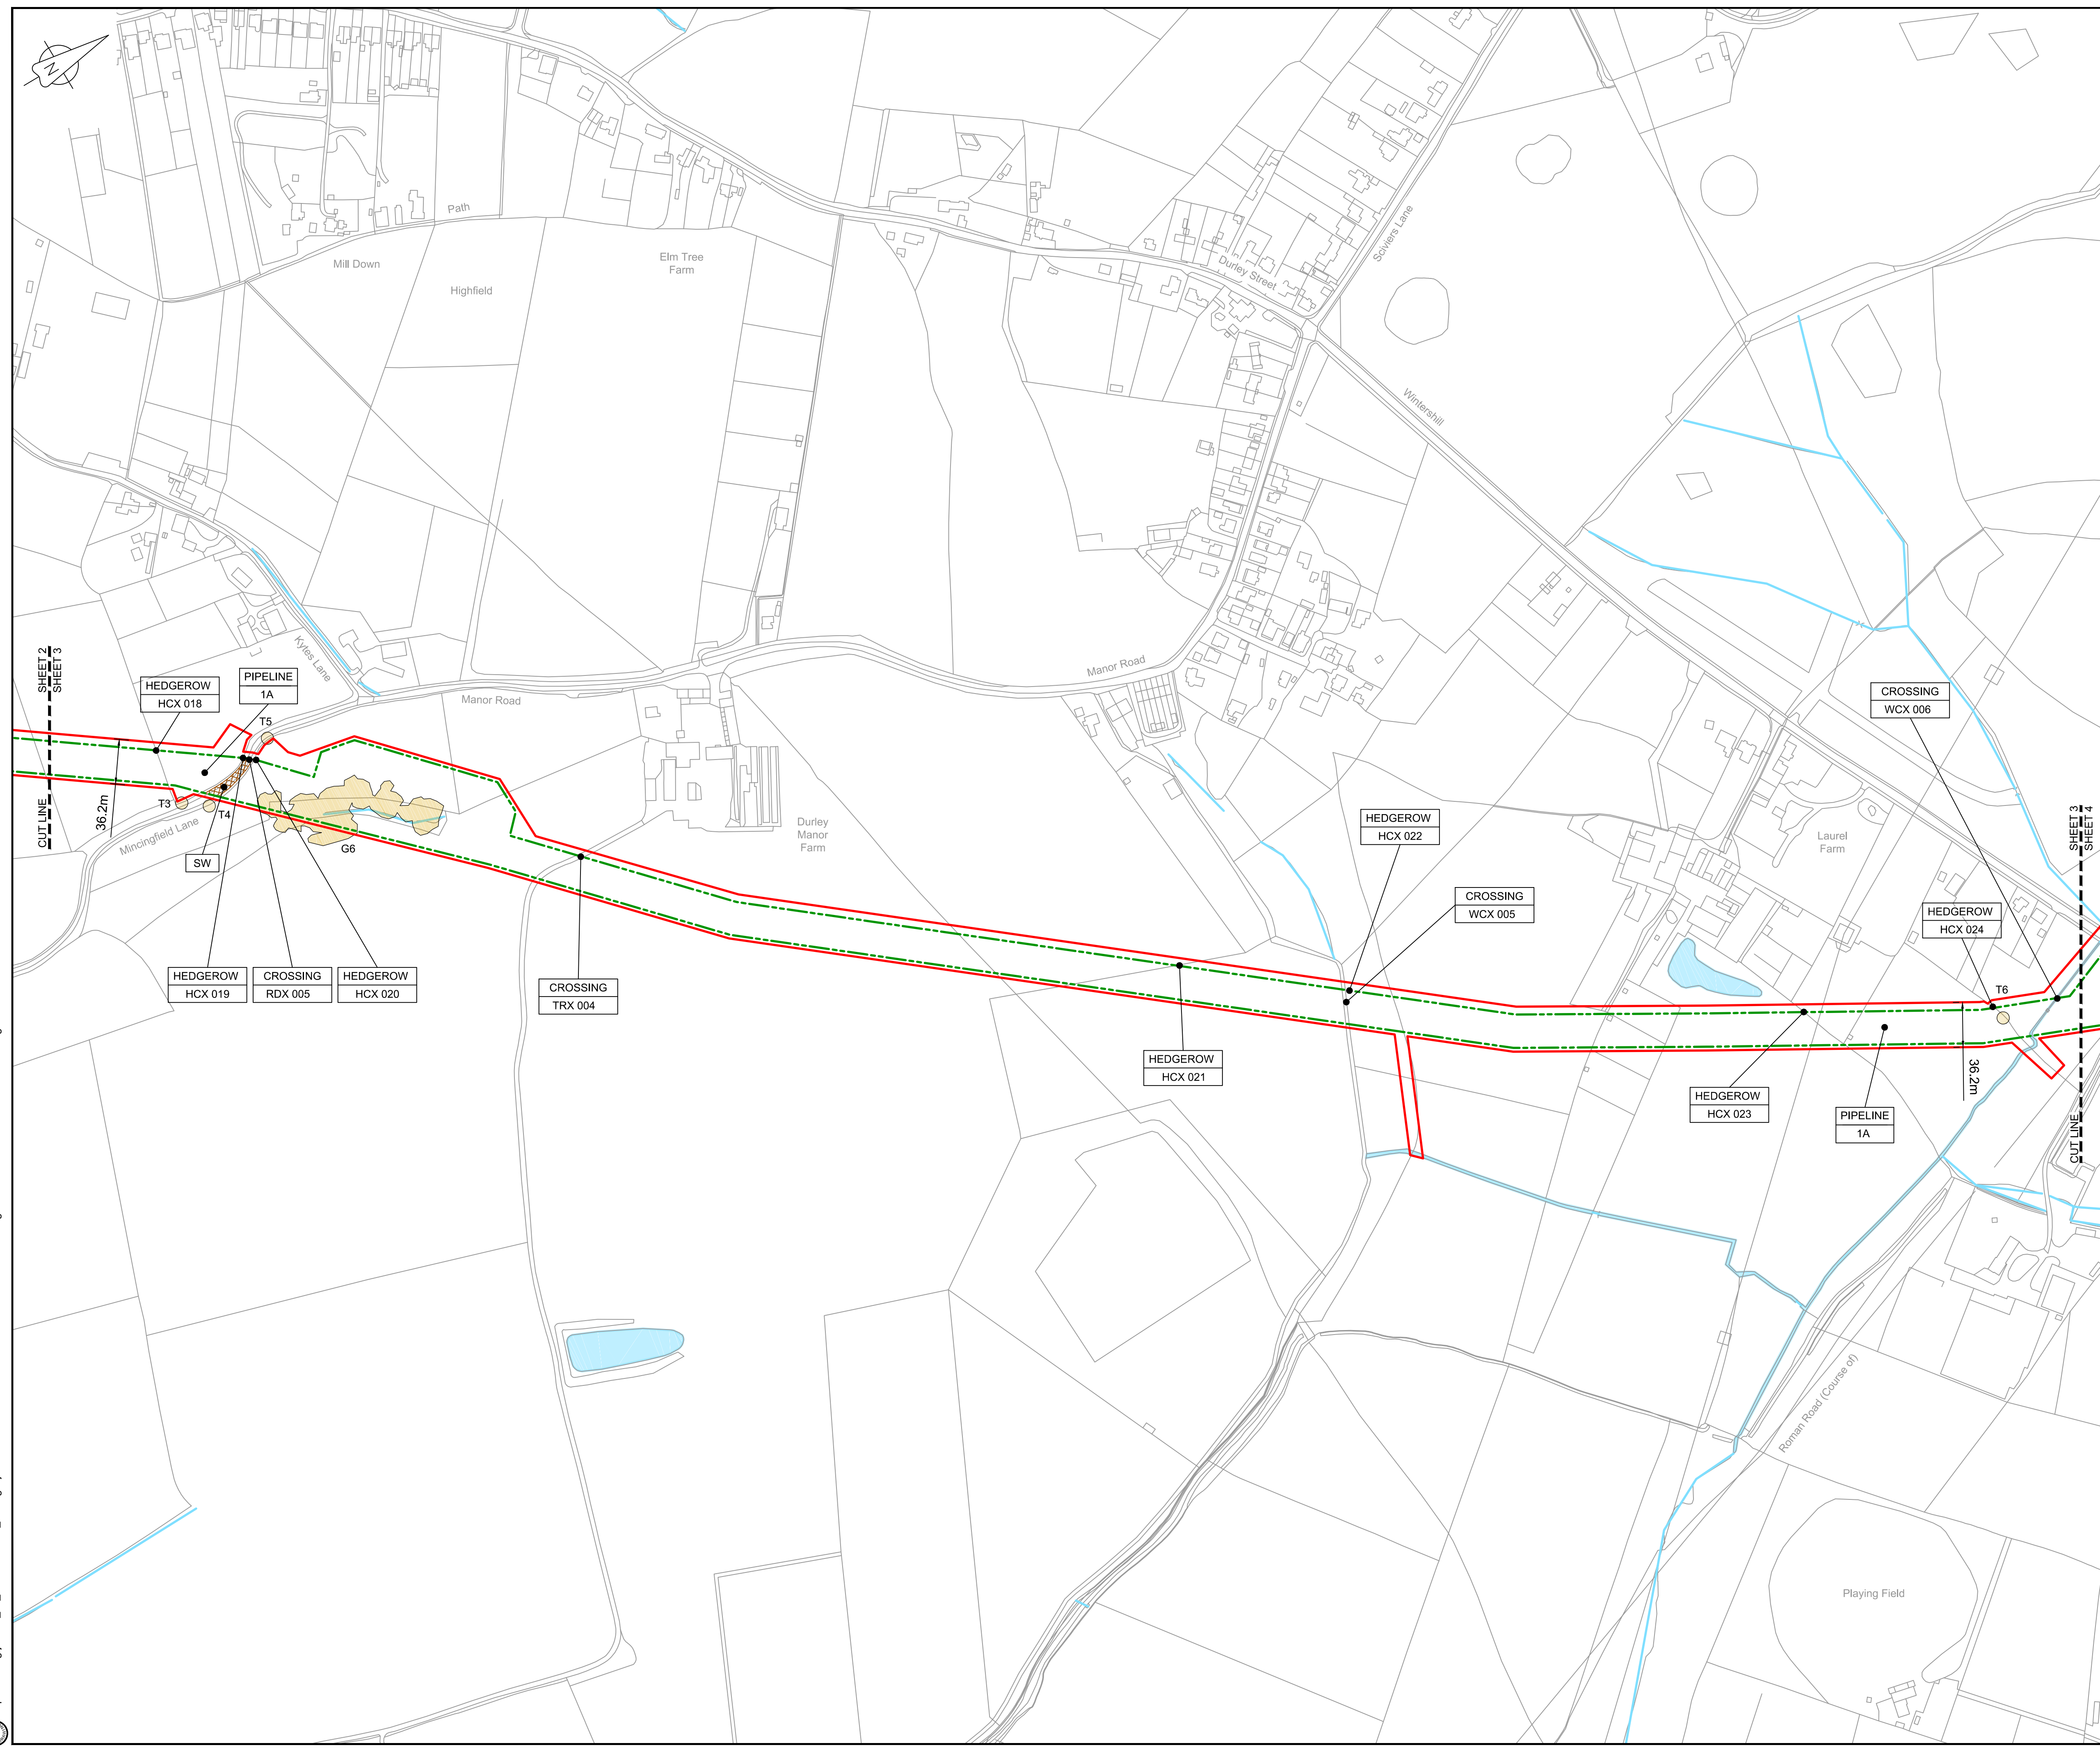 Path
Mill Down
Highfield
Elm Tree
Farm
Durley Street
Sciviers Lane
Wintershill
Kytes Lane
Manor Road
Manor Road
SHEET 2
SHEET 3
CUT LINE
HEDGEROW
HCX 018
PIPELINE
1A
T5
T3
T4
36.2m
Mincingfield Lane
SW
G6
HEDGEROW
HCX 019
CROSSING
RDX 005
HEDGEROW
HCX 020
Durley
Manor
Farm
CROSSING
TRX 004
HEDGEROW
HCX 021
HEDGEROW
HCX 022
CROSSING
WCX 005
Laurel
Farm
CROSSING
WCX 006
HEDGEROW
HCX 024
T6
HEDGEROW
HCX 023
PIPELINE
1A
36.2m
SHEET 3
SHEET 4
CUT LINE
Roman Road (Course of)
Playing Field